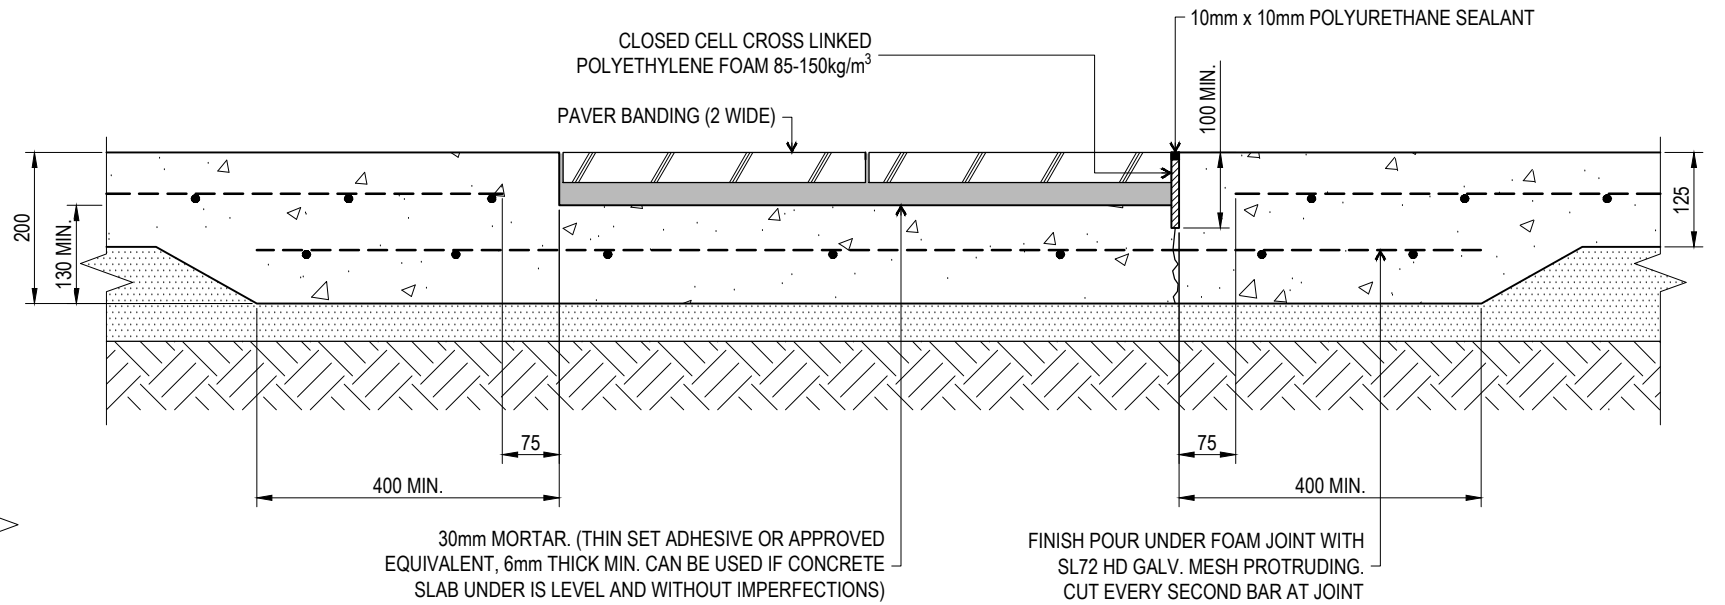 10mm x 10mm POLYURETHANE SEALANT
CLOSED CELL CROSS LINKED
POLYETHYLENE FOAM 85-150kg/m³
PAVER BANDING (2 WIDE)
100 MIN.
200
130 MIN.
125
75
75
400 MIN.
400 MIN.
30mm MORTAR. (THIN SET ADHESIVE OR APPROVED
EQUIVALENT, 6mm THICK MIN. CAN BE USED IF CONCRETE
SLAB UNDER IS LEVEL AND WITHOUT IMPERFECTIONS)
FINISH POUR UNDER FOAM JOINT WITH
SL72 HD GALV. MESH PROTRUDING.
CUT EVERY SECOND BAR AT JOINT